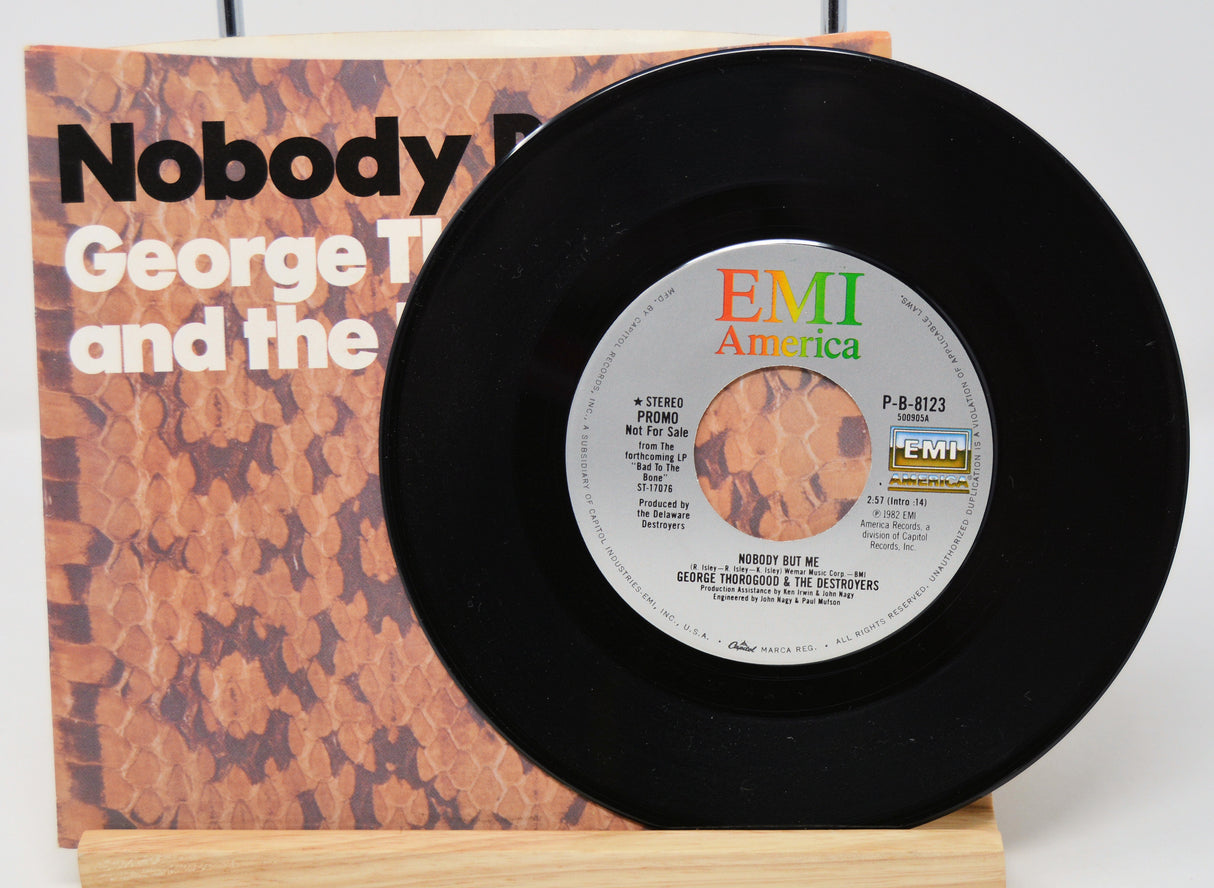 Nobody B
George Th
and the
EMI
America
MFD. BY CAPITOL RECORDS, INC., A SUBSIDIARY OF CAPITOL INDUSTRIES-EMI, INC., U.S.A. • Capitol MARCA REG. • ALL RIGHTS RESERVED. UNAUTHORIZED DUPLICATION IS A VIOLATION OF APPLICABLE LAWS.
★ STEREO
PROMO
Not For Sale
from The
forthcoming LP
"Bad To The
Bone"
ST-17076
Produced by
the Delaware
Destroyers
P-B-8123
500905A
EMI
AMERICA
2:57 (Intro :14)
℗ 1982 EMI
America Records, a
division of Capitol
Records, Inc.
NOBODY BUT ME
(R. Isley—R. Isley—K. Isley) Wemar Music Corp.—BMI
GEORGE THOROGOOD & THE DESTROYERS
Production Assistance by Ken Irwin & John Nagy
Engineered by John Nagy & Paul Mufson